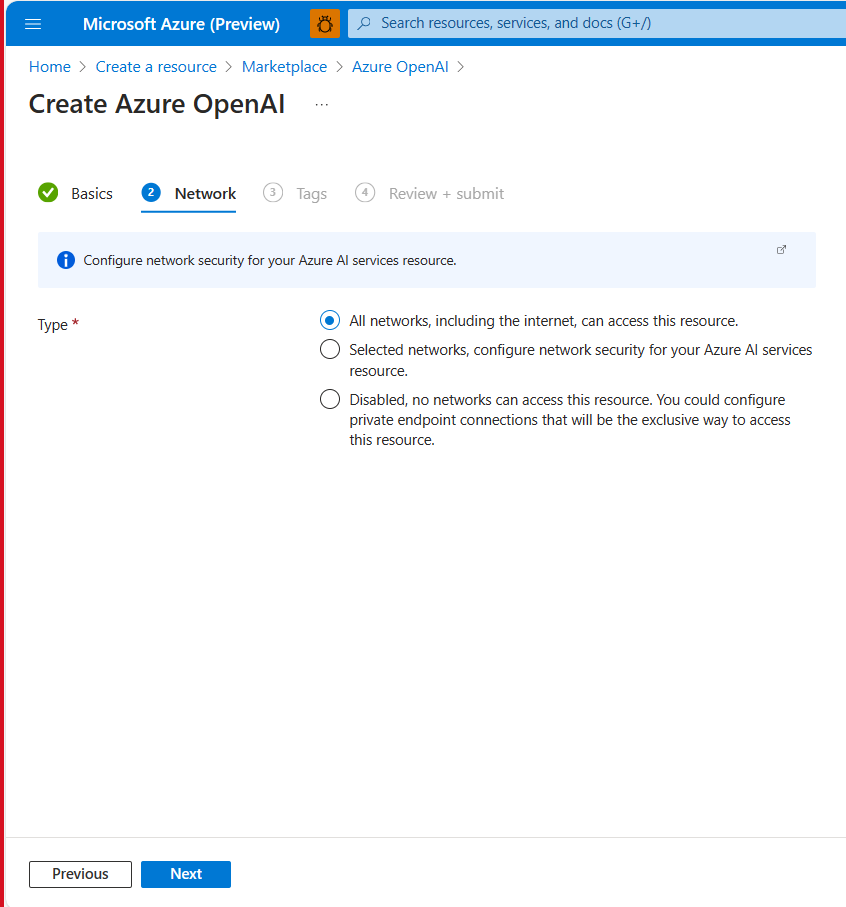 Microsoft Azure (Preview)
Search resources, services, and docs (G+/)
Home > Create a resource > Marketplace > Azure OpenAI >
Create Azure OpenAI ...
Basics
2 Network
3 Tags
4 Review + submit
Configure network security for your Azure AI services resource.
Type *
All networks, including the internet, can access this resource.
Selected networks, configure network security for your Azure AI services
resource.
Disabled, no networks can access this resource. You could configure
private endpoint connections that will be the exclusive way to access
this resource.
Previous
Next